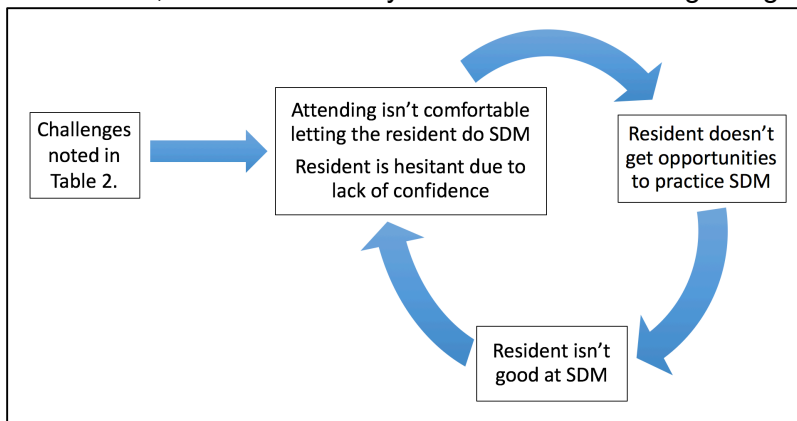 Challenges
noted in
Table 2.
Attending isn’t comfortable
letting the resident do SDM
Resident is hesitant due to
lack of confidence
Resident doesn’t
get opportunities
to practice SDM
Resident isn’t
good at SDM